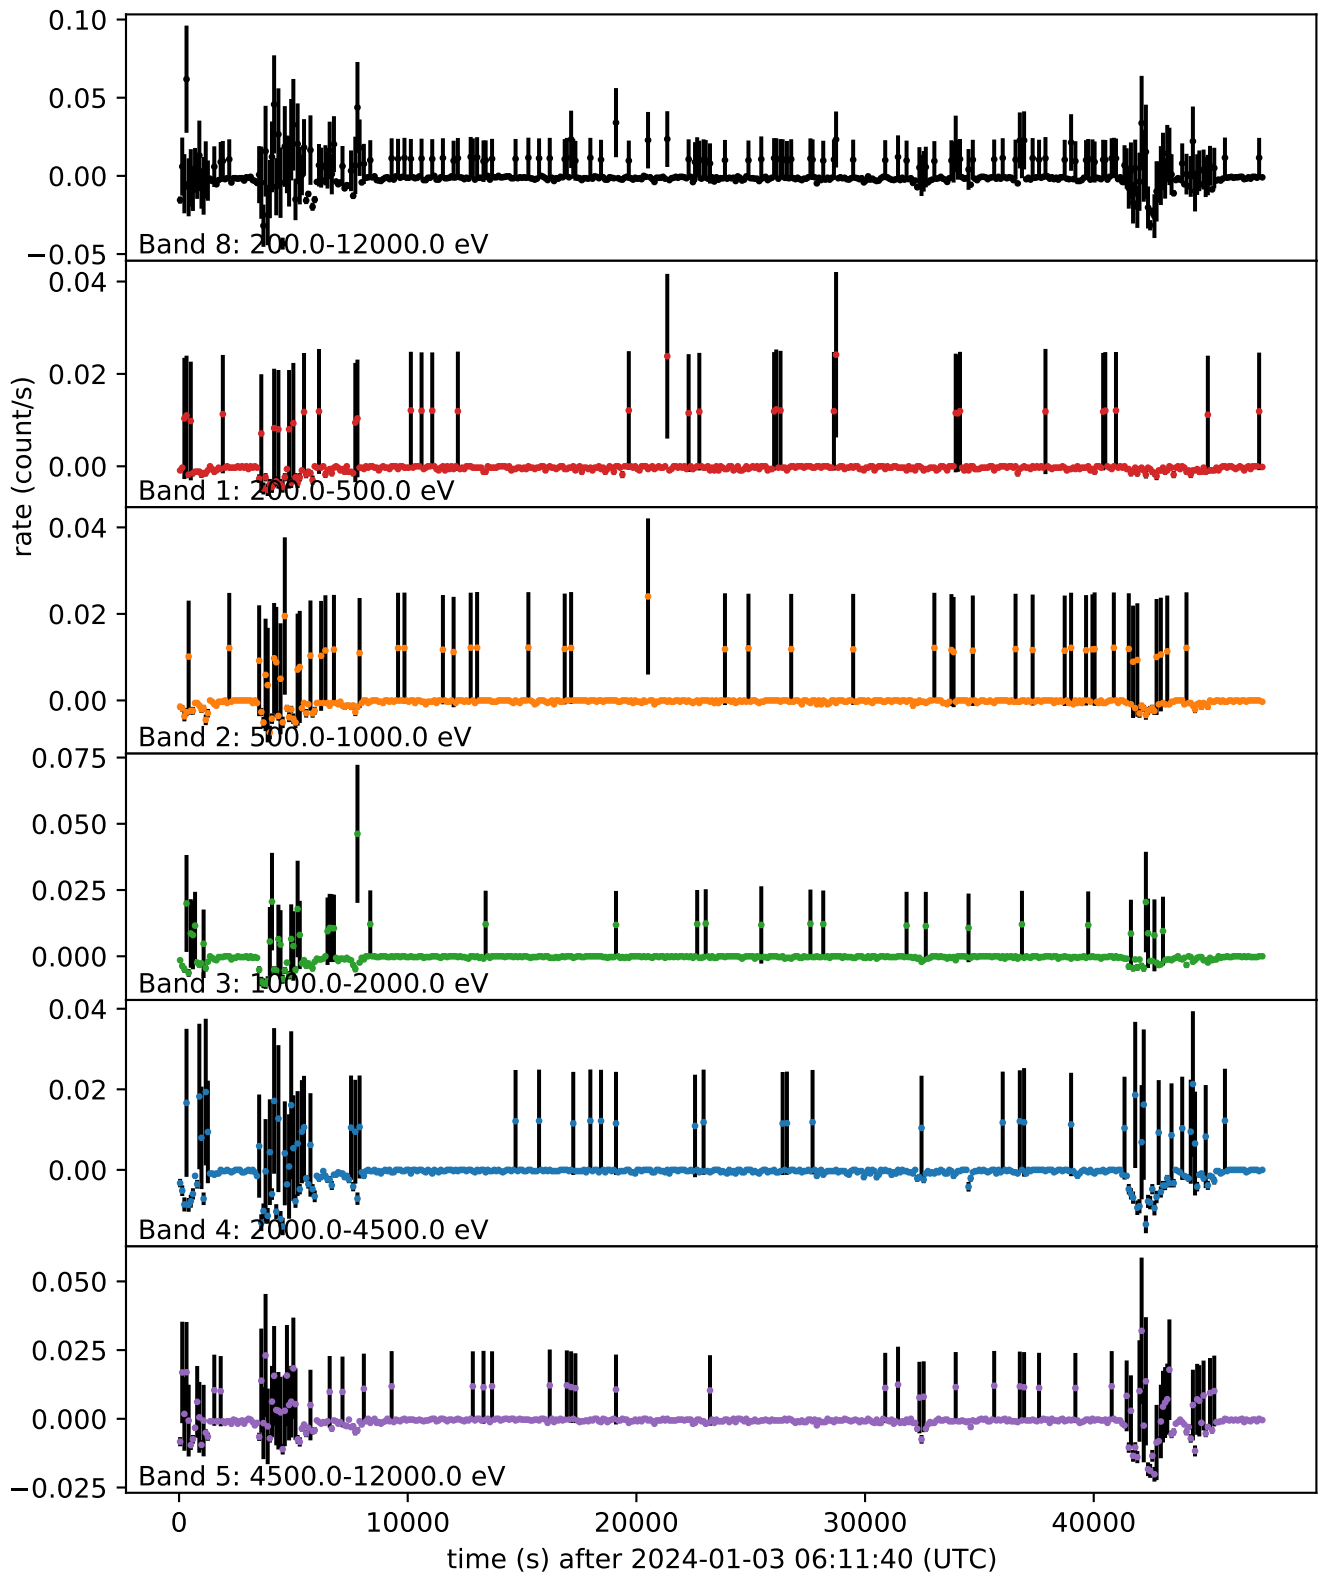 0.10
0.05
0.00
−0.05
Band 8: 200.0-12000.0 eV
0.04
0.02
0.00
Band 1: 200.0-500.0 eV
rate (count/s)
0.04
0.02
0.00
Band 2: 500.0-1000.0 eV
0.075
0.050
0.025
0.000
Band 3: 1000.0-2000.0 eV
0.04
0.02
0.00
Band 4: 2000.0-4500.0 eV
0.050
0.025
0.000
−0.025
Band 5: 4500.0-12000.0 eV
0 10000 20000 30000 40000
time (s) after 2024-01-03 06:11:40 (UTC)